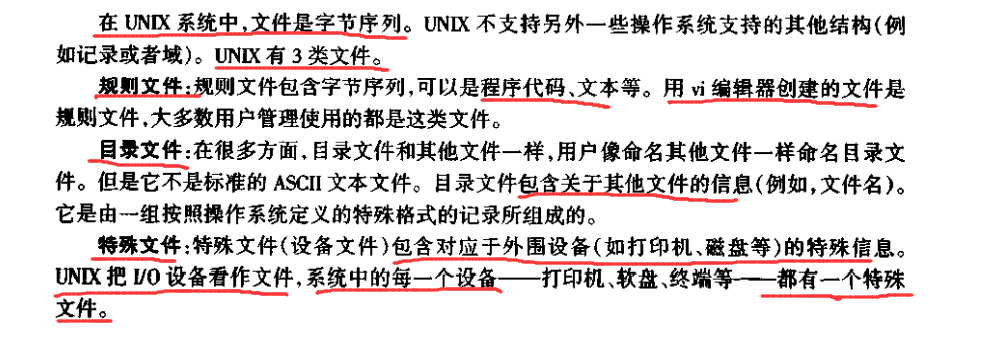 在 UNIX 系统中,文件是字节序列。UNIX 不支持另外一些操作系统支持的其他结构(例
如记录或者域)。UNIX 有 3 类文件。
规则文件:规则文件包含字节序列,可以是程序代码、文本等。用 vi 编辑器创建的文件是
规则文件,大多数用户管理使用的都是这类文件。
目录文件:在很多方面,目录文件和其他文件一样,用户像命名其他文件一样命名目录文
件。但是它不是标准的 ASCII 文本文件。目录文件包含关于其他文件的信息(例如,文件名)。
它是由一组按照操作系统定义的特殊格式的记录所组成的。
特殊文件:特殊文件(设备文件)包含对应于外围设备(如打印机、磁盘等)的特殊信息。
UNIX 把 I/O 设备看作文件,系统中的每一个设备——打印机、软盘、终端等——都有一个特殊
文件。